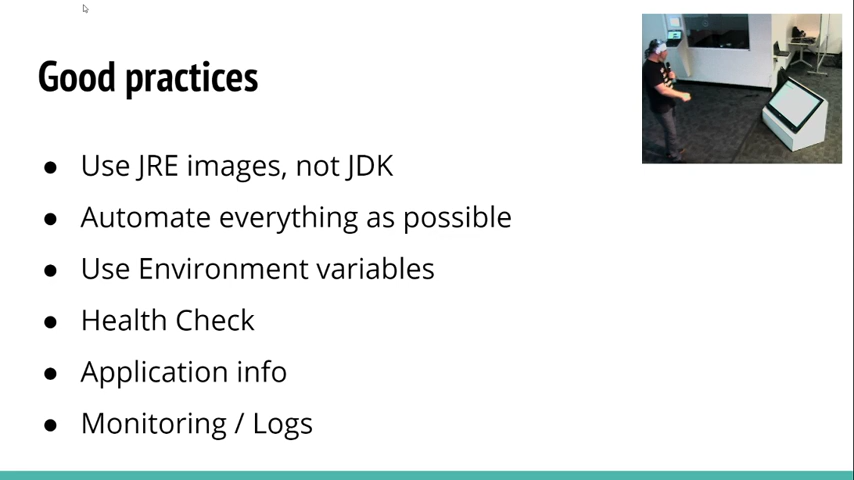 Good practices
● Use JRE images, not JDK
● Automate everything as possible
● Use Environment variables
● Health Check
● Application info
● Monitoring / Logs